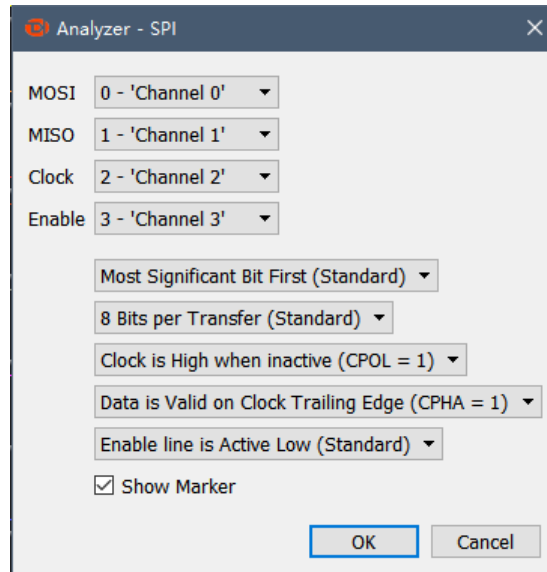 Analyzer - SPI
MOSI 0 - 'Channel 0'
MISO 1 - 'Channel 1'
Clock 2 - 'Channel 2'
Enable 3 - 'Channel 3'
Most Significant Bit First (Standard)
8 Bits per Transfer (Standard)
Clock is High when inactive (CPOL = 1)
Data is Valid on Clock Trailing Edge (CPHA = 1)
Enable line is Active Low (Standard)
Show Marker
OK Cancel